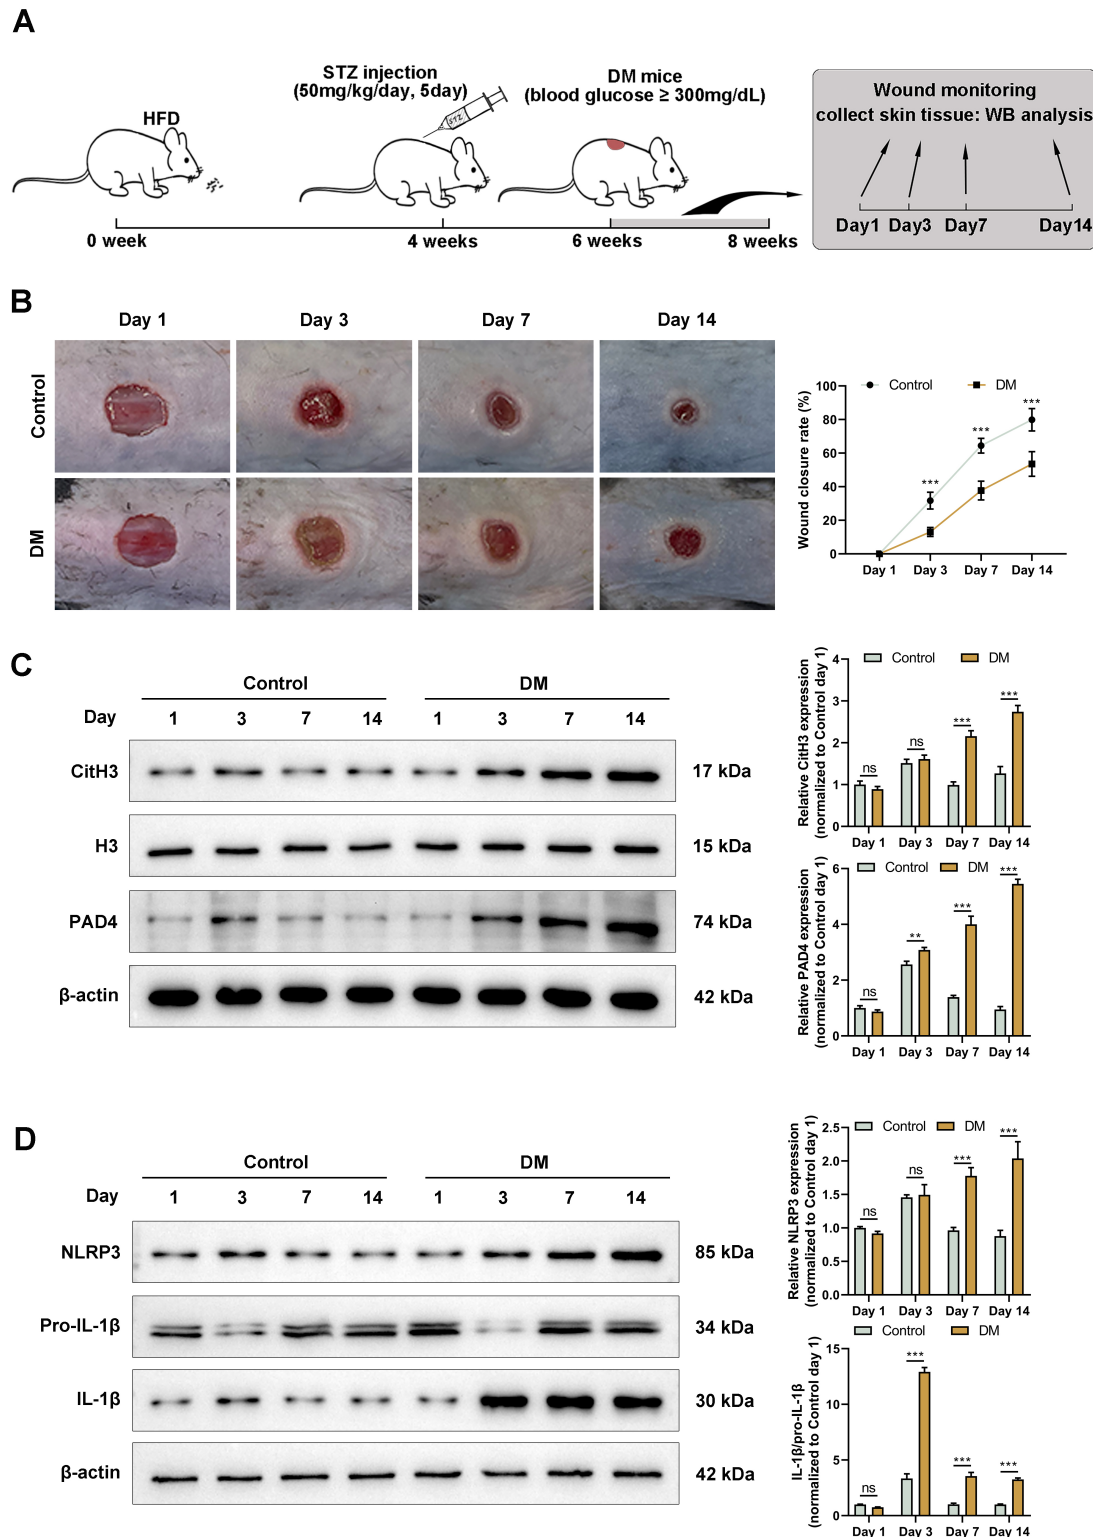 A
HFD
STZ injection
(50mg/kg/day, 5day)
STZ
DM mice
(blood glucose ≥ 300mg/dL)
0 week
4 weeks
6 weeks
8 weeks
Wound monitoring
collect skin tissue: WB analysis
Day1 Day3 Day7 Day14
B
Day 1 Day 3 Day 7 Day 14
Control
DM
Control DM
Wound closure rate (%)
100
80
60
40
20
0
***
***
***
Day 1 Day 3 Day 7 Day 14
C
Control DM
Day 1 3 7 14 1 3 7 14
CitH3 17 kDa
H3 15 kDa
PAD4 74 kDa
β-actin 42 kDa
Control DM
Relative CitH3 expression
(normalized to Control day 1)
4
3
2
1
0
ns ns *** ***
Day 1 Day 3 Day 7 Day 14
Control DM
Relative PAD4 expression
(normalized to Control day 1)
6
4
2
0
ns ** *** ***
Day 1 Day 3 Day 7 Day 14
D
Control DM
Day 1 3 7 14 1 3 7 14
NLRP3 85 kDa
Pro-IL-1β 34 kDa
IL-1β 30 kDa
β-actin 42 kDa
Control DM
Relative NLRP3 expression
(normalized to Control day 1)
2.5
2.0
1.5
1.0
0.5
0.0
ns ns *** ***
Day 1 Day 3 Day 7 Day 14
Control DM
IL-1β/pro-IL-1β
(normalized to Control day 1)
15
10
5
0
ns *** *** ***
Day 1 Day 3 Day 7 Day 14